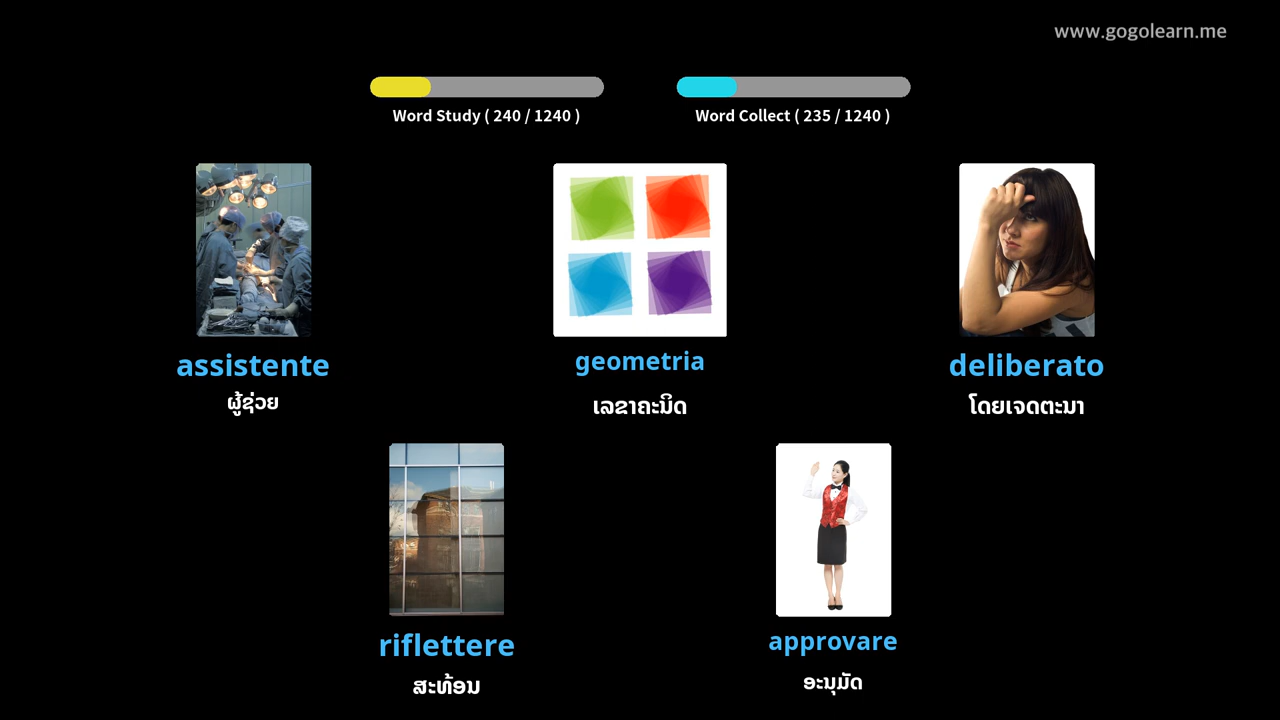 www.gogolearn.me
Word Study ( 240 / 1240 )
Word Collect ( 235 / 1240 )
assistente
ຜູ້ຊ່ວຍ
geometria
ເລຂາຄະນິດ
deliberato
ໂດຍເຈດຕະນາ
riflettere
ສະທ້ອນ
approvare
ອະນຸມັດ